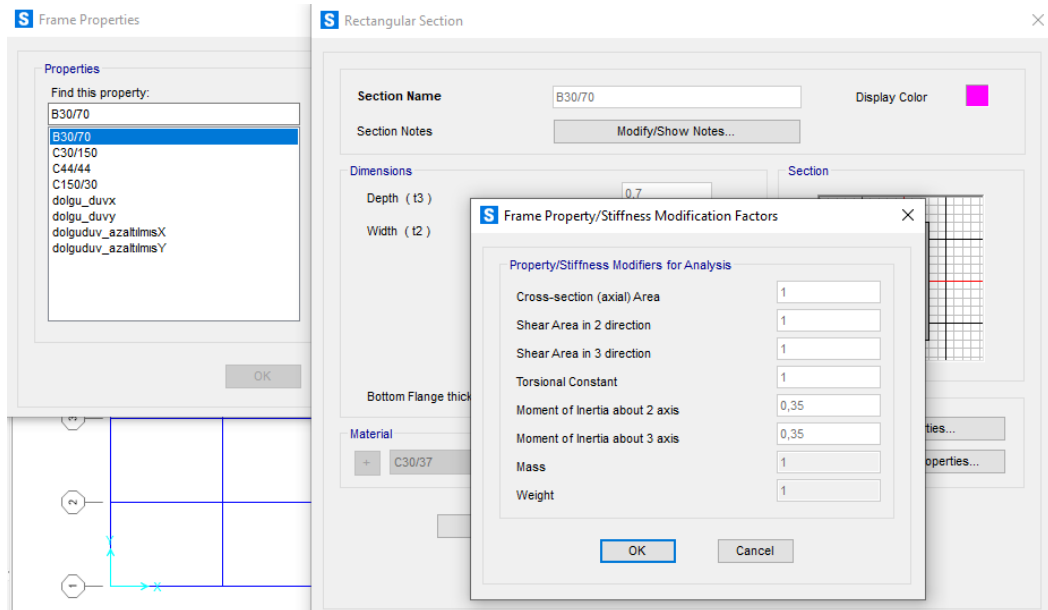 S Frame Properties
Properties
Find this property:
B30/70
B30/70
C30/150
C44/44
C150/30
dolgu_duvx
dolgu_duvy
dolguduv_azaltılmısX
dolguduv_azaltılmısY
OK
S Rectangular Section
Section Name
B30/70
Display Color
Section Notes
Modify/Show Notes...
Dimensions
Depth ( t3 )
0,7
Width ( t2 )
Section
Bottom Flange thick
Material
+
C30/37
ties...
operties...
S Frame Property/Stiffness Modification Factors
Property/Stiffness Modifiers for Analysis
Cross-section (axial) Area
1
Shear Area in 2 direction
1
Shear Area in 3 direction
1
Torsional Constant
1
Moment of Inertia about 2 axis
0,35
Moment of Inertia about 3 axis
0,35
Mass
1
Weight
1
OK
Cancel
3
2
1
Y
X